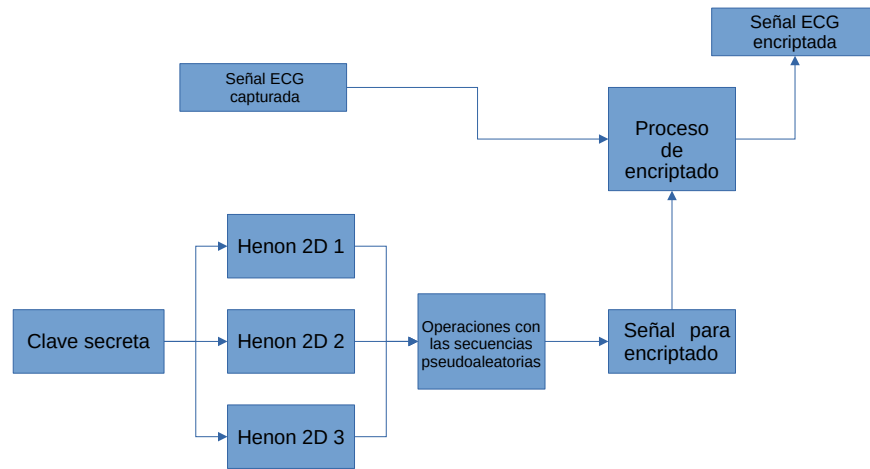 Señal ECG
encriptada
Señal ECG
capturada
Proceso
de
encriptado
Henon 2D 1
Clave secreta
Henon 2D 2
Operaciones con
las secuencias
pseudoaleatorias
Señal para
encriptado
Henon 2D 3